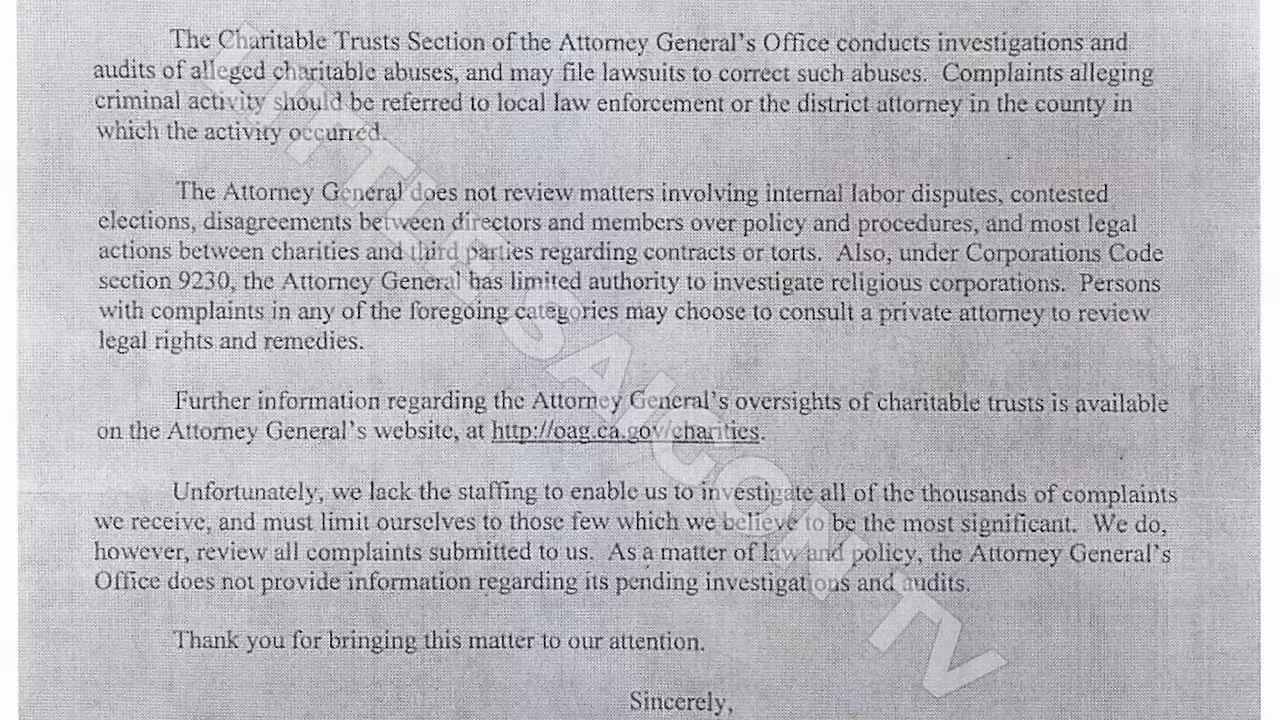 The Charitable Trusts Section of the Attorney General's Office conducts investigations and
audits of alleged charitable abuses, and may file lawsuits to correct such abuses. Complaints alleging
criminal activity should be referred to local law enforcement or the district attorney in the county in
which the activity occurred.
The Attorney General does not review matters involving internal labor disputes, contested
elections, disagreements between directors and members over policy and procedures, and most legal
actions between charities and third parties regarding contracts or torts. Also, under Corporations Code
section 9230, the Attorney General has limited authority to investigate religious corporations. Persons
with complaints in any of the foregoing categories may choose to consult a private attorney to review
legal rights and remedies.
Further information regarding the Attorney General's oversights of charitable trusts is available
on the Attorney General's website, at http://oag.ca.gov/charities.
Unfortunately, we lack the staffing to enable us to investigate all of the thousands of complaints
we receive, and must limit ourselves to those few which we believe to be the most significant. We do,
however, review all complaints submitted to us. As a matter of law and policy, the Attorney General's
Office does not provide information regarding its pending investigations and audits.
Thank you for bringing this matter to our attention.
Sincerely,
LITTLE SAIGON TV